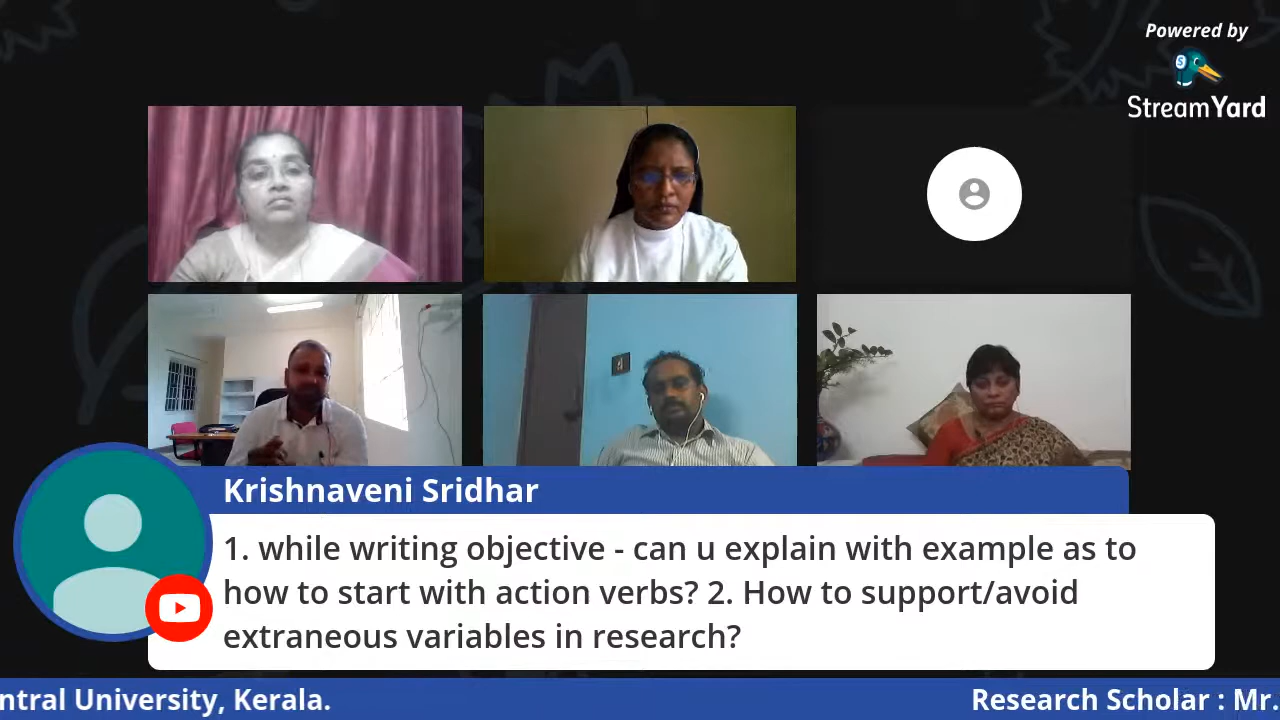 Powered by
StreamYard
Krishnaveni Sridhar
1. while writing objective - can u explain with example as to
how to start with action verbs? 2. How to support/avoid
extraneous variables in research?
ntral University, Kerala.
Research Scholar : Mr.